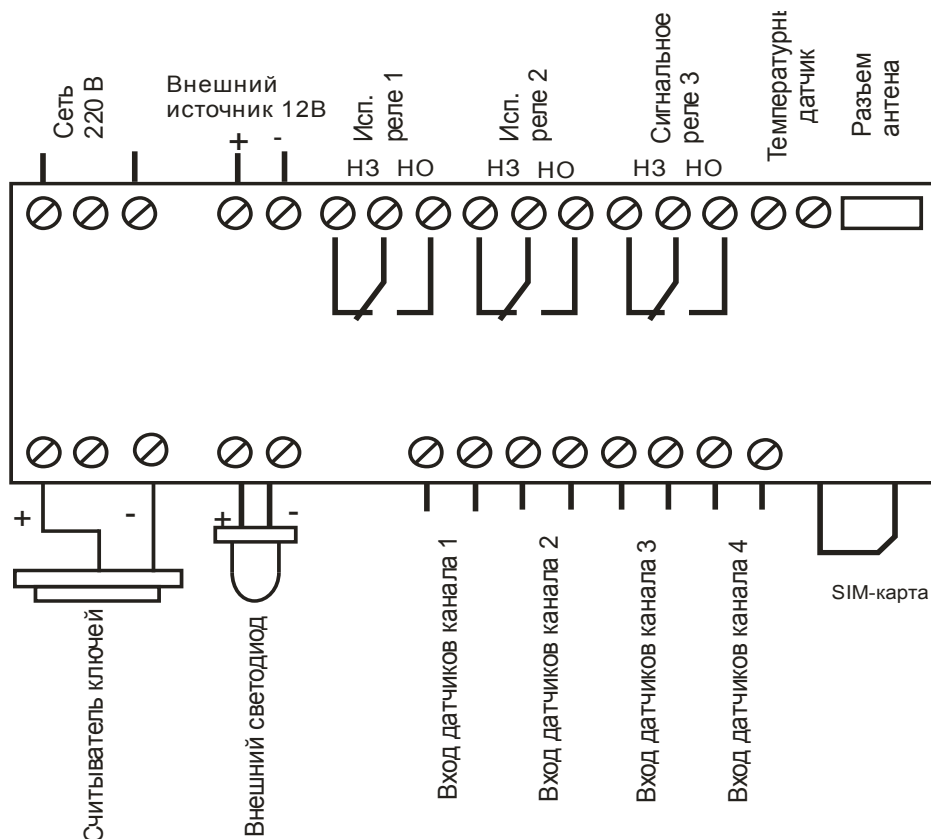 Сеть
220 В
Внешний
источник 12В
+ -
Исп.
реле 1
Исп.
реле 2
Сигнальное
реле 3
Температурн
датчик
Разъем
антена
НЗ НО
НЗ НО
НЗ НО
+ -
+ -
Считыватель ключей
Внешний светодиод
Вход датчиков канала 1
Вход датчиков канала 2
Вход датчиков канала 3
Вход датчиков канала 4
SIM-карта